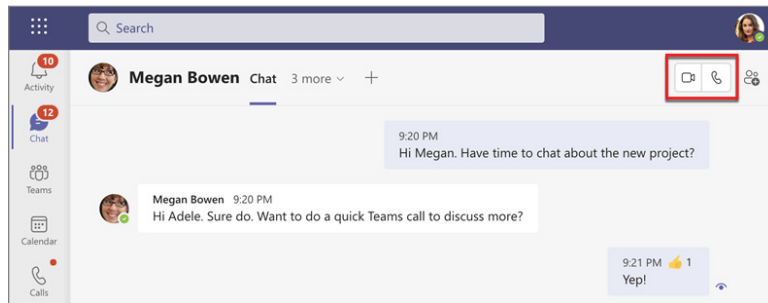 Search
10
Activity
Megan Bowen Chat 3 more
12
Chat
9:20 PM
Hi Megan. Have time to chat about the new project?
Teams
Megan Bowen 9:20 PM
Hi Adele. Sure do. Want to do a quick Teams call to discuss more?
Calendar
9:21 PM 👍 1
Yep!
Calls